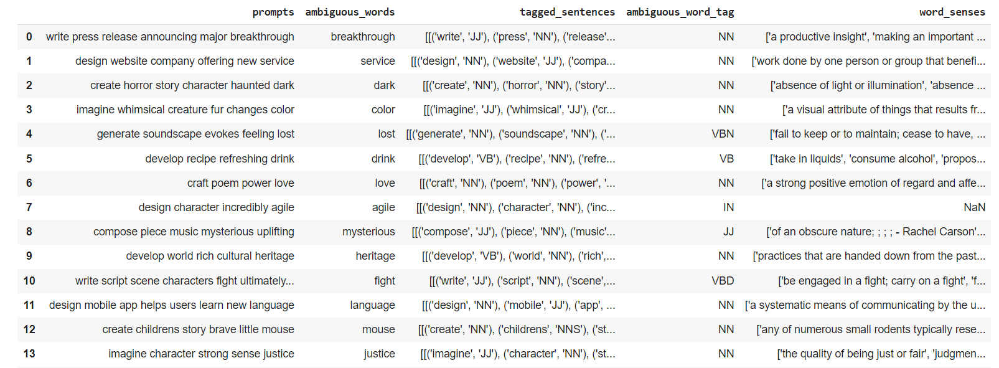 prompts ambiguous_words tagged_sentences ambiguous_word_tag word_senses
0 write press release announcing major breakthrough breakthrough [[('write', 'JJ'), ('press', 'NN'), ('release'... NN ['a productive insight', 'making an important ...
1 design website company offering new service service [[('design', 'NN'), ('website', 'JJ'), ('compa... NN ['work done by one person or group that benefi...
2 create horror story character haunted dark dark [[('create', 'NN'), ('horror', 'NN'), ('story'... NN ['absence of light or illumination', 'absence ...
3 imagine whimsical creature fur changes color color [[('imagine', 'JJ'), ('whimsical', 'JJ'), ('cr... NN ['a visual attribute of things that results fr...
4 generate soundscape evokes feeling lost lost [[('generate', 'NN'), ('soundscape', 'NN'), ('... VBN ['fail to keep or to maintain; cease to have, ...
5 develop recipe refreshing drink drink [[('develop', 'VB'), ('recipe', 'NN'), ('refre... VB ['take in liquids', 'consume alcohol', 'propos...
6 craft poem power love love [[('craft', 'NN'), ('poem', 'NN'), ('power', '... NN ['a strong positive emotion of regard and affe...
7 design character incredibly agile agile [[('design', 'NN'), ('character', 'NN'), ('inc... IN NaN
8 compose piece music mysterious uplifting mysterious [[('compose', 'JJ'), ('piece', 'NN'), ('music'... JJ ['of an obscure nature; ; ; ; - Rachel Carson'...
9 develop world rich cultural heritage heritage [[('develop', 'VB'), ('world', 'NN'), ('rich',... NN ['practices that are handed down from the past...
10 write script scene characters fight ultimately... fight [[('write', 'JJ'), ('script', 'NN'), ('scene',... VBD ['be engaged in a fight; carry on a fight', 'f...
11 design mobile app helps users learn new language language [[('design', 'NN'), ('mobile', 'JJ'), ('app', ... NN ['a systematic means of communicating by the u...
12 create childrens story brave little mouse mouse [[('create', 'NN'), ('childrens', 'NNS'), ('st... NN ['any of numerous small rodents typically rese...
13 imagine character strong sense justice justice [[('imagine', 'JJ'), ('character', 'NN'), ('st... NN ['the quality of being just or fair', 'judgmen...